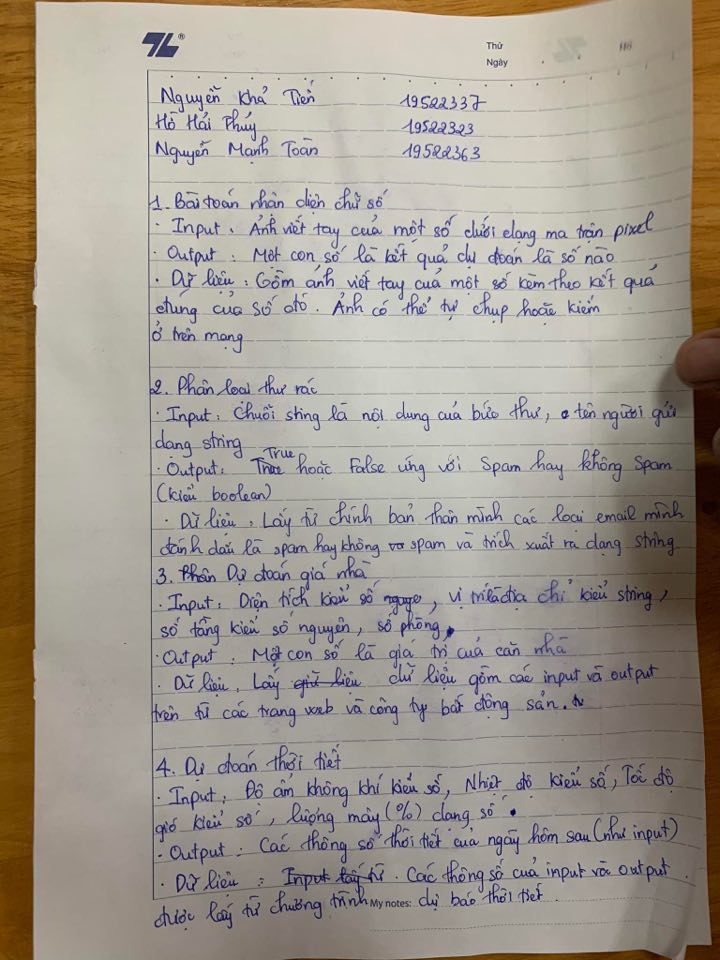 Thứ
Ngày
Nguyễn Khả Tiến 19522337
Hồ Hải Thủy 19522323
Nguyễn Mạnh Toàn 19522363
1. Bài toán nhận diện chữ số
· Input: Ảnh viết tay của một số dưới dạng ma trận pixel
· Output: Một con số là kết quả dự đoán là số nào
· Dữ liệu: Gồm ảnh viết tay của một số kèm theo kết quả
đúng của số đó. Ảnh có thể tự chụp hoặc kiếm
ở trên mạng
2. Phân loại thư rác
· Input: Chuỗi sting là nội dung của bức thư, tên người gửi
dạng string
True
· Output: hoặc False ứng với Spam hay không Spam
(kiểu boolean)
· Dữ liệu: Lấy từ chính bản thân mình các loại email mình
đánh dấu là spam hay không spam và trích xuất ra dạng string
3. Dự đoán giá nhà
· Input: Diện tích kiểu số, vị trí là địa chỉ kiểu string,
số tầng kiểu số nguyên, số phòng.
· Output: Một con số là giá trị của căn nhà
· Dữ liệu, Lấy dữ liệu gồm các input và output
trên từ các trang web và công ty bất động sản.
4. Dự đoán thời tiết
· Input: Độ ẩm không khí kiểu số, Nhiệt độ kiểu số, Tốc độ
gió kiểu số, lượng mây (%) dạng số.
· Output: Các thông số thời tiết của ngày hôm sau (như input)
· Dữ liệu: Các thông số của input và output
được lấy từ chương trình My notes: dự báo thời tiết.